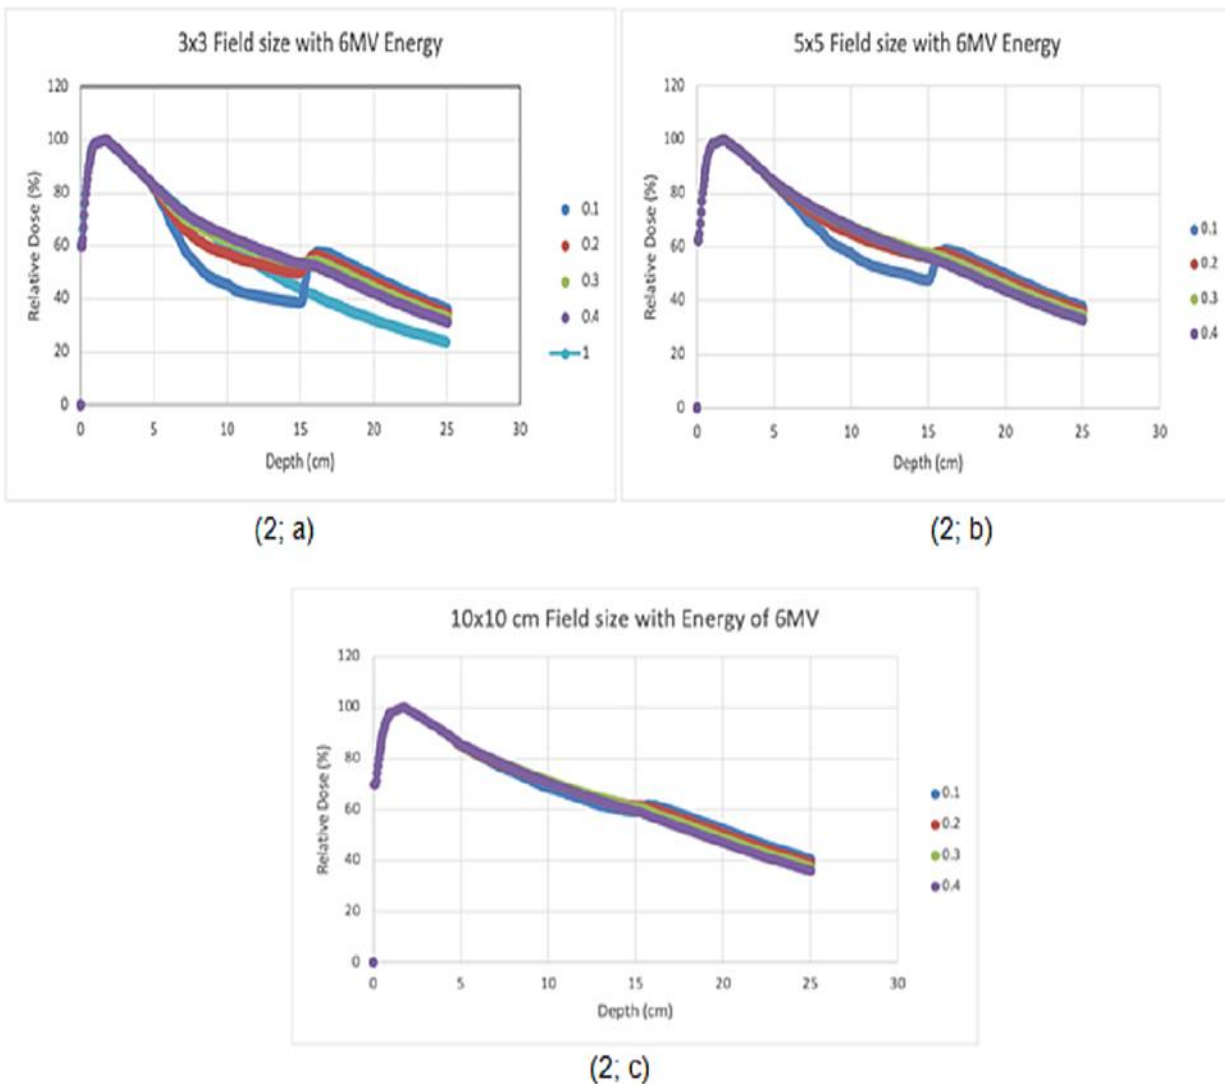 3x3 Field size with 6MV Energy
120
100
80
60
40
20
0
0 5 10 15 20 25 30
Relative Dose (%)
Depth (cm)
0.1
0.2
0.3
0.4
1
(2; a)
5x5 Field size with 6MV Energy
120
100
80
60
40
20
0
0 5 10 15 20 25 30
Relative Dose (%)
Depth (cm)
0.1
0.2
0.3
0.4
(2; b)
10x10 cm Field size with Energy of 6MV
120
100
80
60
40
20
0
0 5 10 15 20 25 30
Relative Dose (%)
Depth (cm)
0.1
0.2
0.3
0.4
(2; c)